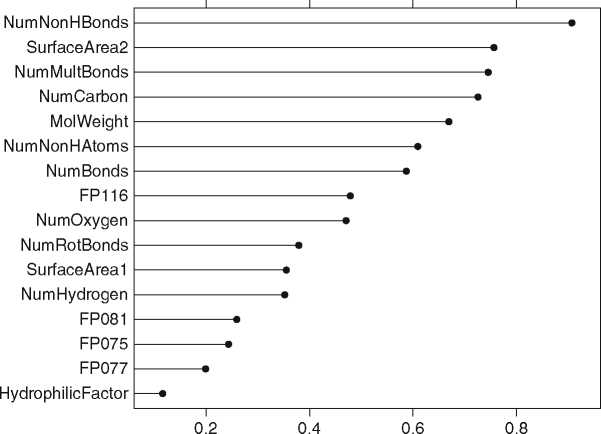 NumNonHBonds
SurfaceArea2
NumMultBonds
NumCarbon
MolWeight
NumNonHAtoms
NumBonds
FP116
NumOxygen
NumRotBonds
SurfaceArea1
NumHydrogen
FP081
FP075
FP077
HydrophilicFactor
0.2 0.4 0.6 0.8